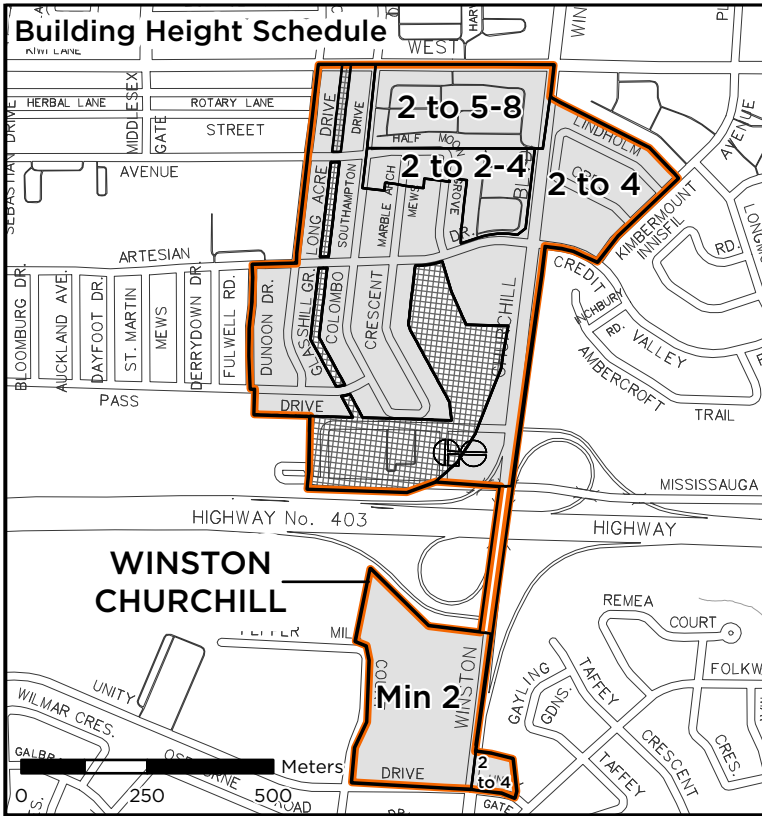 Building Height Schedule
WEST
KIWI LANE
HERBAL LANE
ROTARY LANE
STREET
MIDDLESEX
GATE
SEBASTIAN DRIVE
AVENUE
DRIVE
DRIVE
2 to 5-8
HALF MOON
GROVE
2 to 2-4
LINDHOLM
2 to 4
AVENUE
KIMBERMOUNT
INNISFIL
RD.
LONG ACRE
SOUTHAMPTON
MARBLE ARCH
MEWS
DR.
ARTESIAN
CREDIT
VALLEY
INCHBURY
RD.
AMBERCROFT
TRAIL
BLOOMBURG DR.
AUCKLAND AVE.
DAYFOOT DR.
ST. MARTIN
MEWS
DERRYDOWN DR.
FULWELL RD.
DUNOON DR.
GLASSHILL GR.
COLOMBO
CRESCENT
CHURCHILL
PASS
DRIVE
MISSISSAUGA
HIGHWAY No. 403
HIGHWAY
WINSTON
CHURCHILL
REMEA
COURT
FOLKW
UNITY
WILMAR CRES.
Min 2
WINSTON
GAYLING
GDNS.
TAFFEY
CRESCENT
CRES.
TAFFEY
Meters
DRIVE
2
to 4
GATE
0
250
500